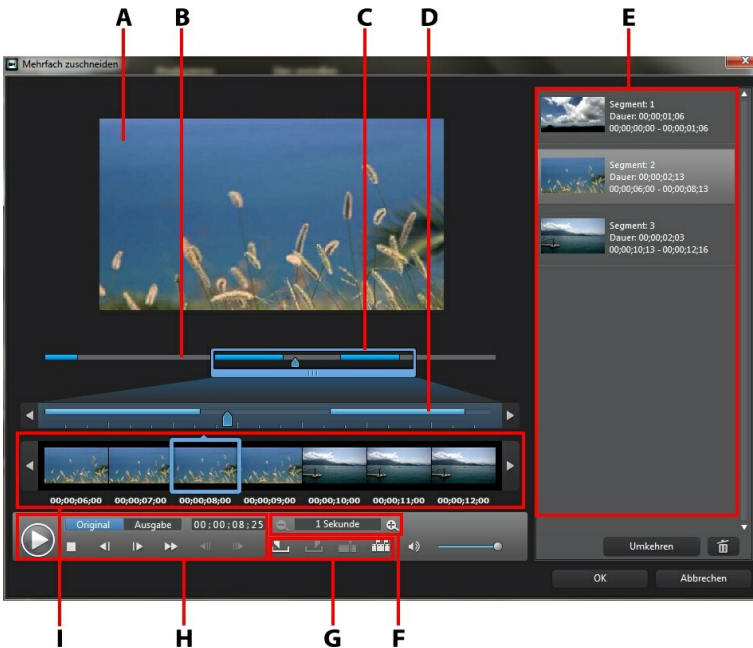 A B C D E
Mehrfach zuschneiden
Segment: 1
Dauer: 00;00;01;06
00;00;00;00 - 00;00;01;06
Segment: 2
Dauer: 00;00;02;13
00;00;06;00 - 00;00;08;13
Segment: 3
Dauer: 00;00;02;03
00;00;10;13 - 00;00;12;16
00;00;06;00 00;00;07;00 00;00;08;00 00;00;09;00 00;00;10;00 00;00;11;00 00;00;12;00
Original Ausgabe 00;00;08;25 1 Sekunde
Umkehren
OK Abbrechen
I H G F